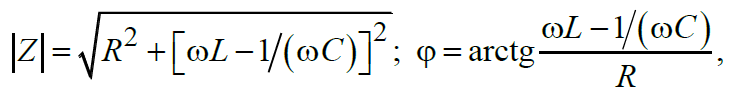 |Z| = √(R² + [ωL − 1/(ωC)]²); φ = arctg (ωL − 1/(ωC))/R,